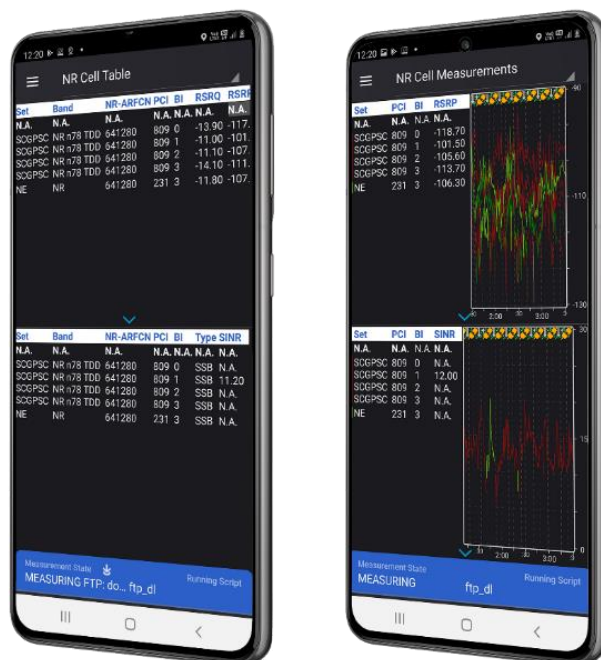 12:20
NR Cell Table
Set Band NR-ARFCN PCI BI RSRQ RSRP
N.A. N.A. N.A. N.A. N.A. N.A. N.A.
SCGPSC NR n78 TDD 641280 809 0 -13.90 -117.
SCGPSC NR n78 TDD 641280 809 1 -11.00 -101.
SCGPSC NR n78 TDD 641280 809 2 -11.10 -107.
SCGPSC NR n78 TDD 641280 809 3 -14.10 -111.
NE NR 641280 231 3 -11.80 -107.
Set Band NR-ARFCN PCI BI Type SINR
N.A. N.A. N.A. N.A. N.A. N.A. N.A.
SCGPSC NR n78 TDD 641280 809 0 SSB N.A.
SCGPSC NR n78 TDD 641280 809 1 SSB 11.20
SCGPSC NR n78 TDD 641280 809 2 SSB N.A.
SCGPSC NR n78 TDD 641280 809 3 SSB N.A.
NE NR 641280 231 3 SSB N.A.
Measurement State
MEASURING FTP: do... ftp_dl Running Script
12:20
NR Cell Measurements
Set PCI BI RSRP
N.A. N.A. N.A. N.A.
SCGPSC 809 0 -118.70
SCGPSC 809 1 -101.50
SCGPSC 809 2 -105.60
SCGPSC 809 3 -113.70
NE 231 3 -106.30
-90
-110
-130
30 2:00 30 3:00
Set PCI BI SINR
N.A. N.A. N.A. N.A.
SCGPSC 809 0 N.A.
SCGPSC 809 1 12.00
SCGPSC 809 2 N.A.
SCGPSC 809 3 N.A.
NE 231 3 N.A.
30
15
0
30 2:00 30 3:00
Measurement State
MEASURING ftp_dl Running Script